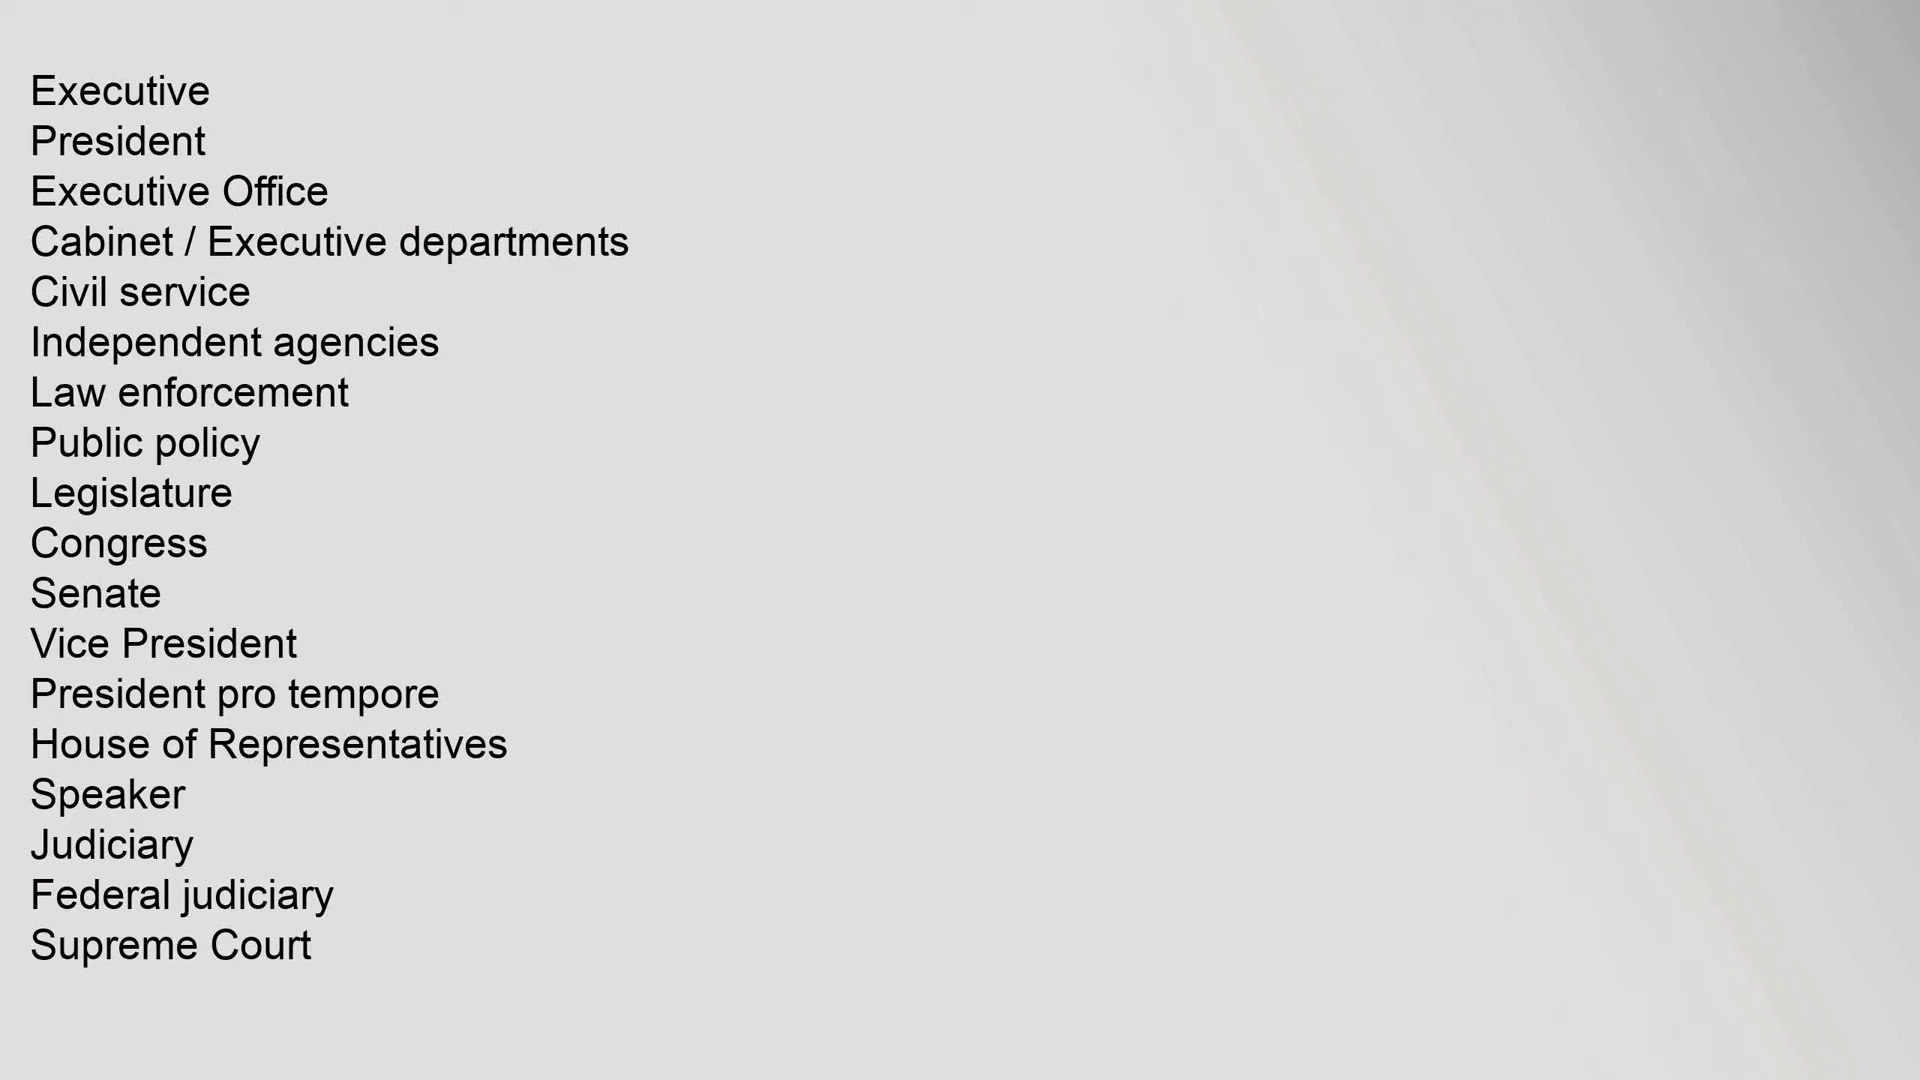 Executive
President
Executive Office
Cabinet / Executive departments
Civil service
Independent agencies
Law enforcement
Public policy
Legislature
Congress
Senate
Vice President
President pro tempore
House of Representatives
Speaker
Judiciary
Federal judiciary
Supreme Court